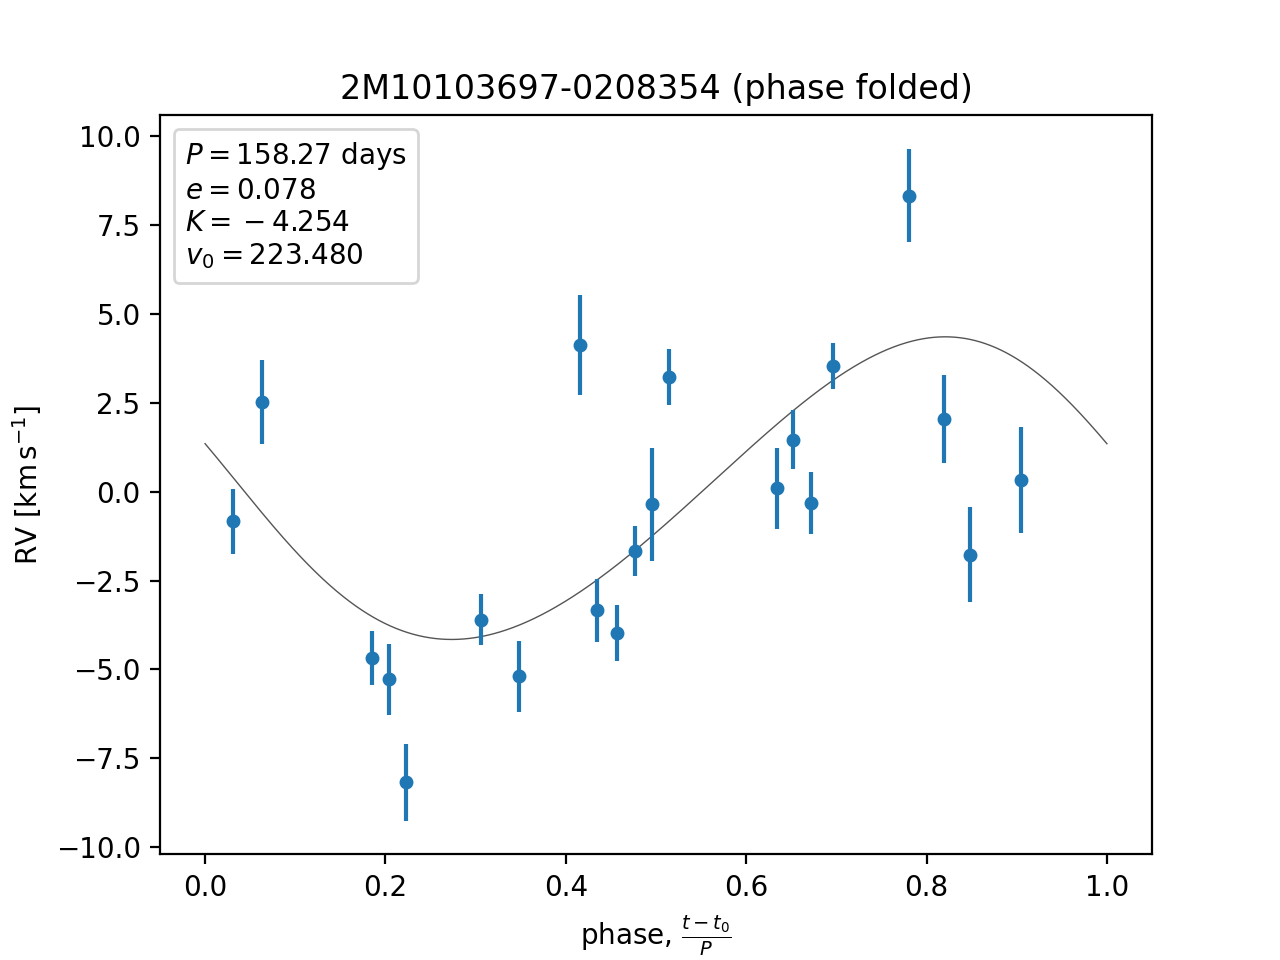 2M10103697-0208354 (phase folded)
P = 158.27 days
e = 0.078
K = −4.254
v₀ = 223.480
10.0
7.5
5.0
2.5
0.0
−2.5
−5.0
−7.5
−10.0
RV [km s⁻¹]
0.0 0.2 0.4 0.6 0.8 1.0
phase, (t − t₀)/P